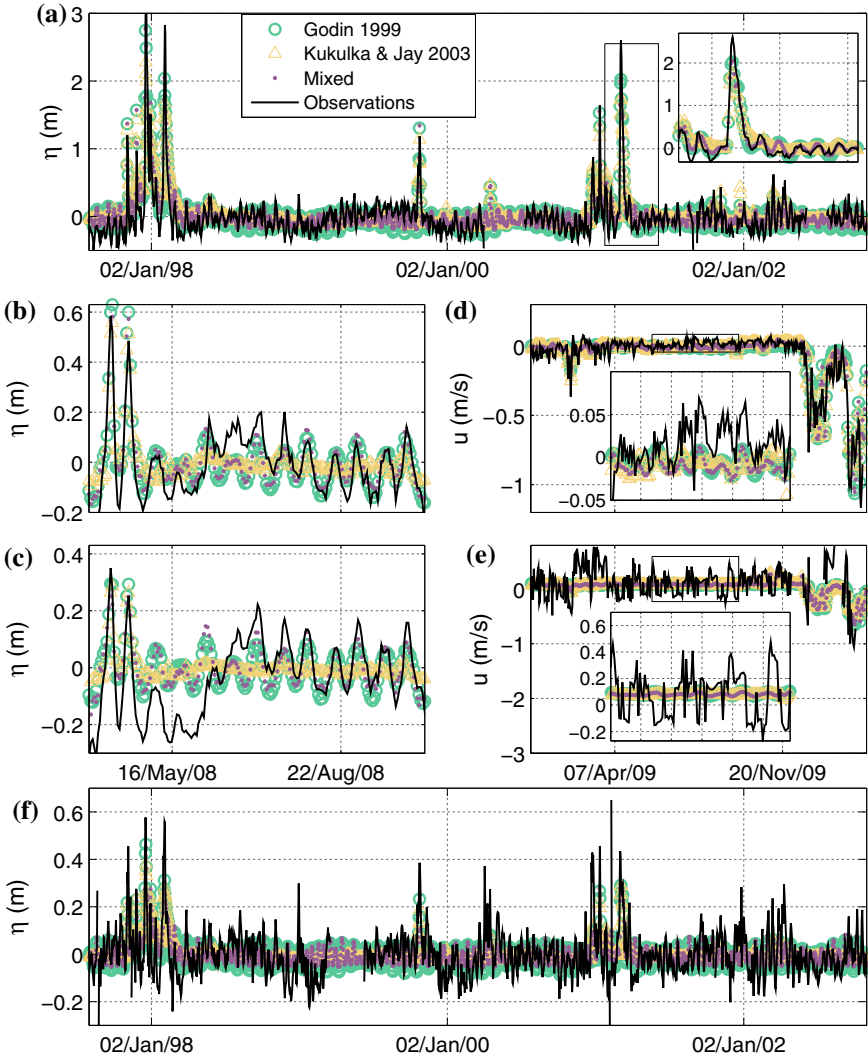 (a)
3
2
1
0
η (m)
Godin 1999
Kukulka & Jay 2003
Mixed
Observations
2
1
0
02/Jan/98
02/Jan/00
02/Jan/02
(b)
0.6
0.4
0.2
0
−0.2
η (m)
(d)
0
−0.5
−1
u (m/s)
0.05
0
−0.05
(c)
0.4
0.2
0
−0.2
η (m)
16/May/08
22/Aug/08
(e)
0
−1
−2
−3
u (m/s)
0.6
0.4
0.2
0
−0.2
07/Apr/09
20/Nov/09
(f)
0.6
0.4
0.2
0
−0.2
η (m)
02/Jan/98
02/Jan/00
02/Jan/02